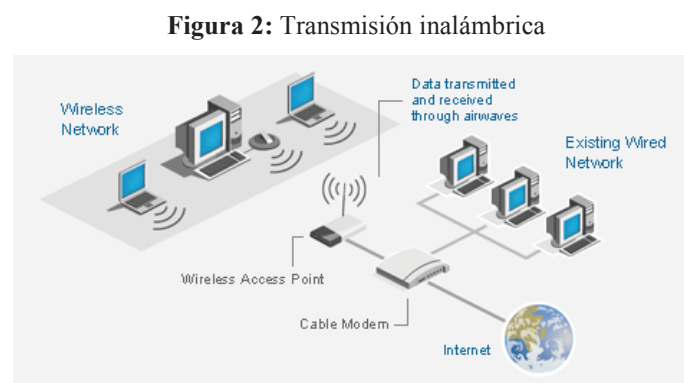 Figura 2: Transmisión inalámbrica
Wireless
Network
Data transmitted
and received
through airwaves
Existing Wired
Network
Wireless Access Point
Cable Modem
Internet